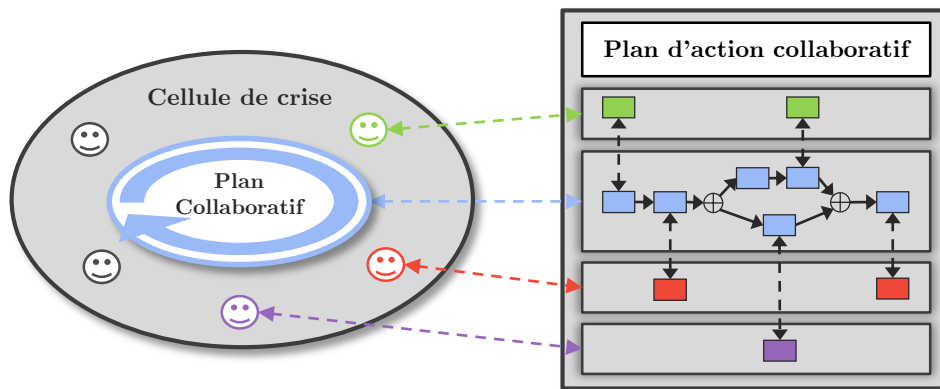 Cellule de crise
Plan
Collaboratif
Plan d'action collaboratif